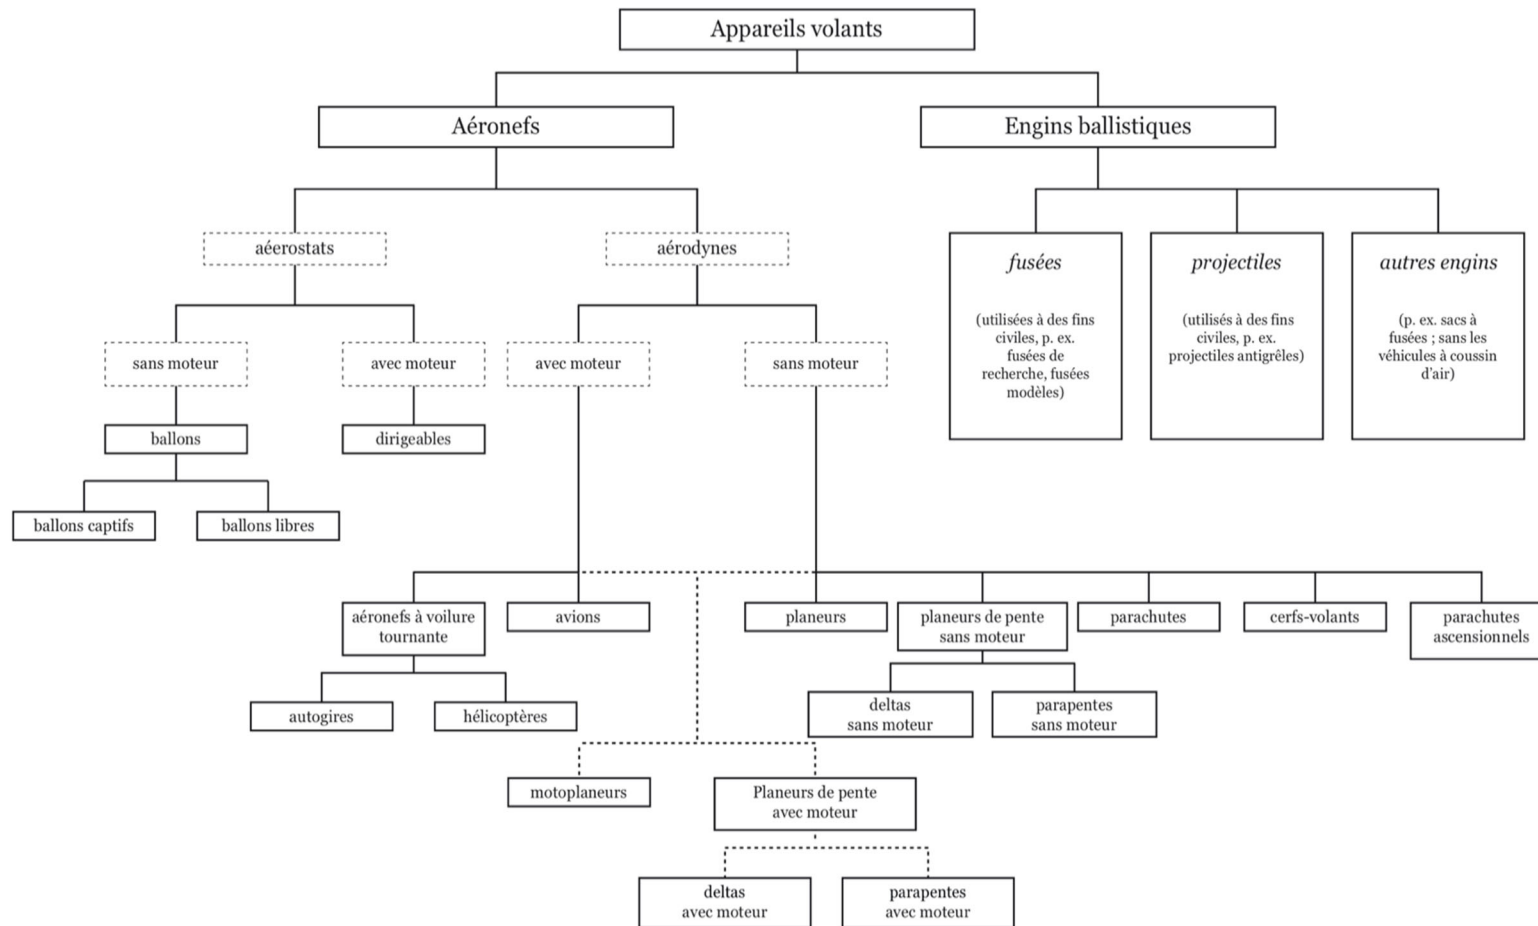 Appareils volants
Aéronefs
Engins ballistiques
aéerostats
aérodynes
fusées
(utilisées à des fins
civiles, p. ex.
fusées de
recherche, fusées
modèles)
projectiles
(utilisés à des fins
civiles, p. ex.
projectiles antigrêles)
autres engins
(p. ex. sacs à
fusées ; sans les
véhicules à coussin
d'air)
sans moteur
avec moteur
avec moteur
sans moteur
ballons
dirigeables
ballons captifs
ballons libres
aéronefs à voilure
tournante
avions
planeurs
planeurs de pente
sans moteur
parachutes
cerfs-volants
parachutes
ascensionnels
autogires
hélicoptères
deltas
sans moteur
parapentes
sans moteur
motoplaneurs
Planeurs de pente
avec moteur
deltas
avec moteur
parapentes
avec moteur